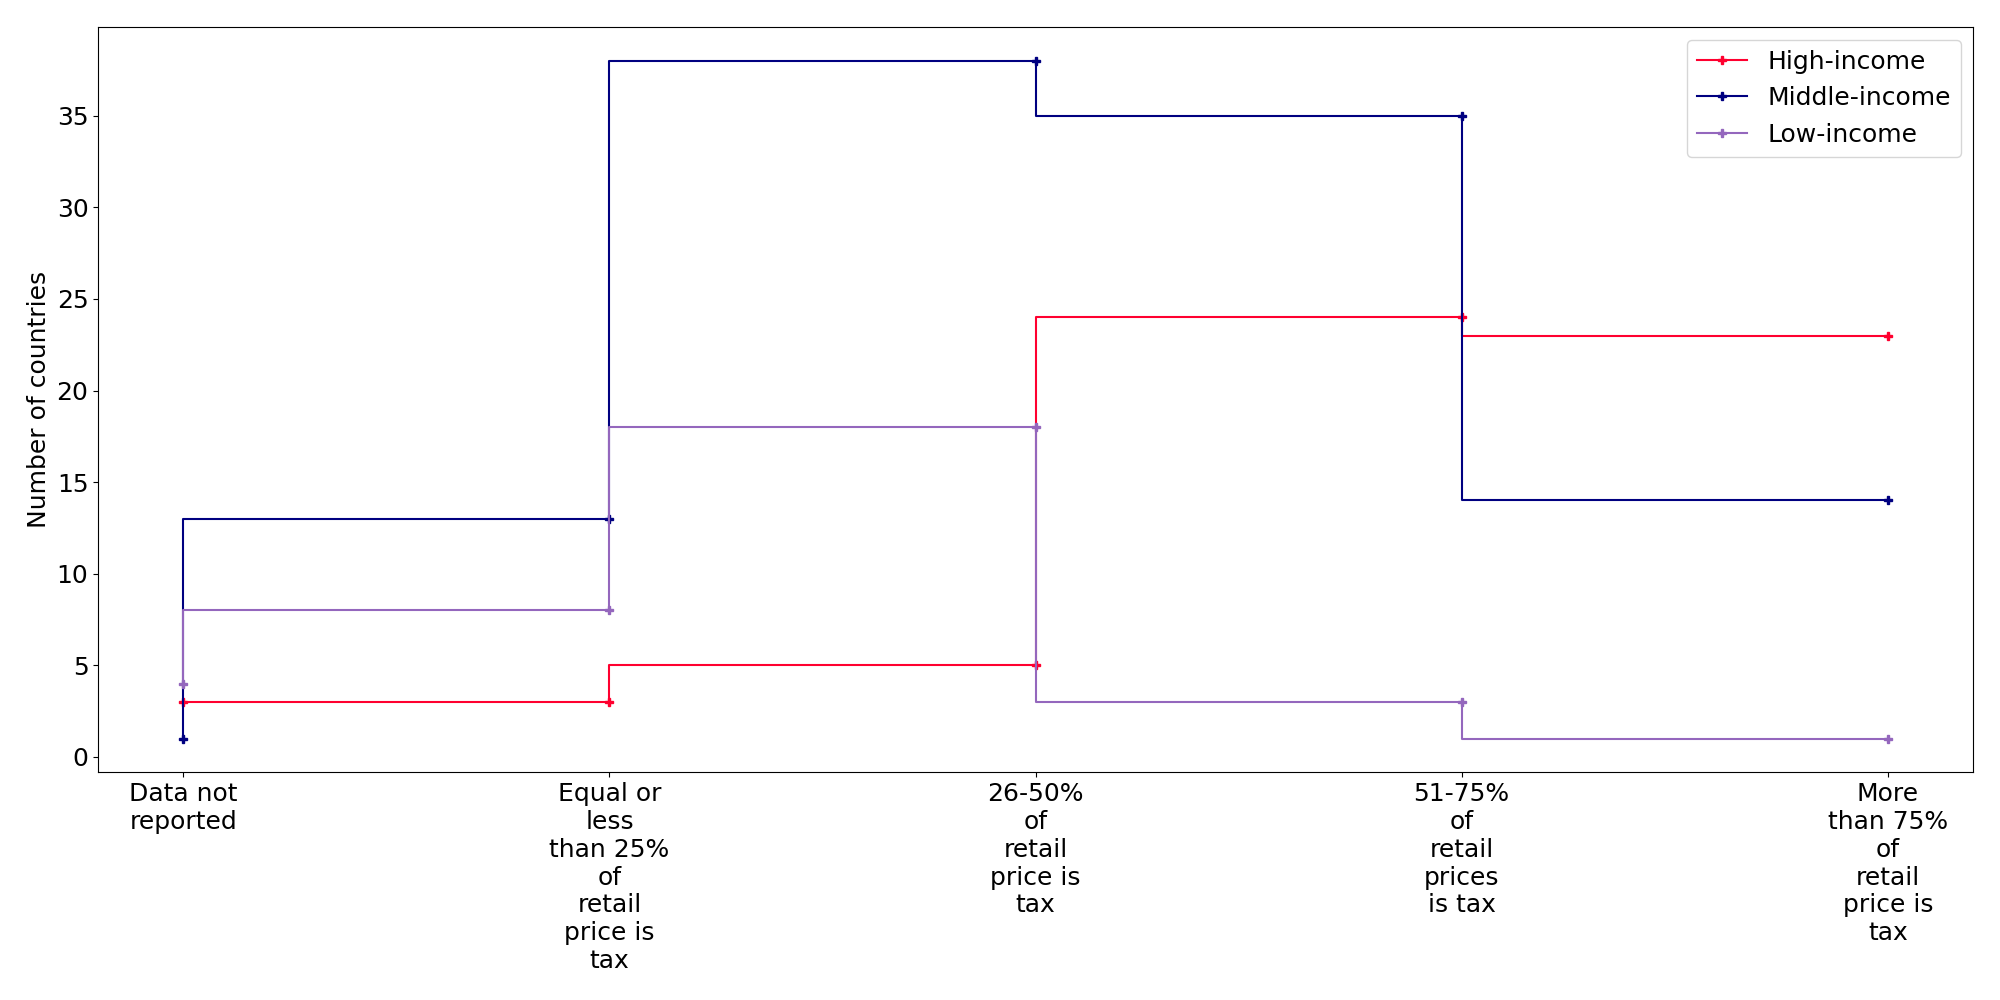 High-income
Middle-income
Low-income
Number of countries
35
30
25
20
15
10
5
0
Data not
reported
Equal or
less
than 25%
of
retail
price is
tax
26-50%
of
retail
price is
tax
51-75%
of
retail
prices
is tax
More
than 75%
of
retail
price is
tax